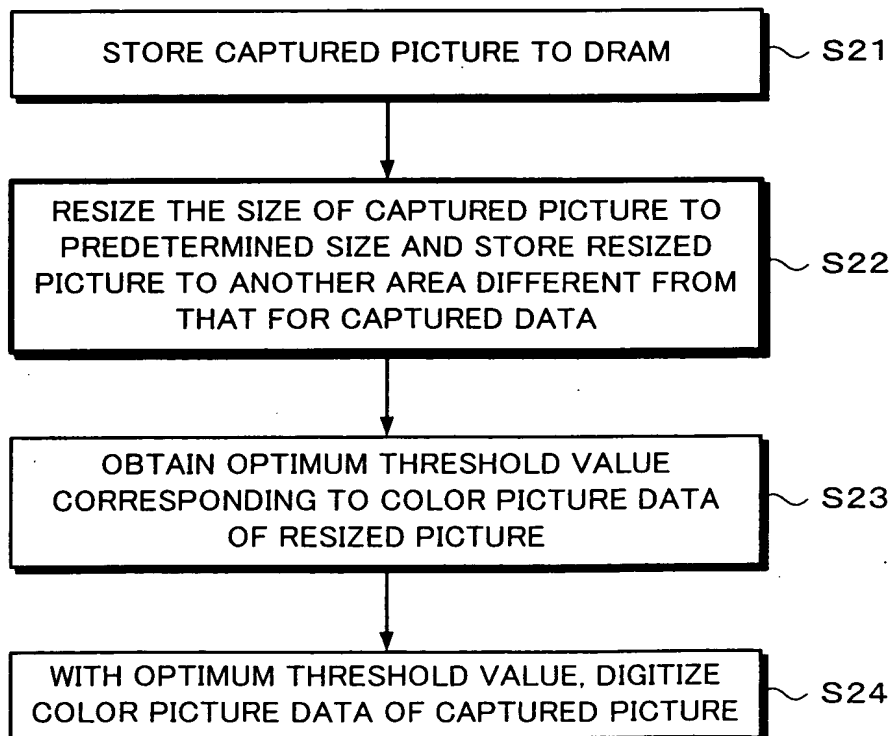 STORE CAPTURED PICTURE TO DRAM
S21
RESIZE THE SIZE OF CAPTURED PICTURE TO
PREDETERMINED SIZE AND STORE RESIZED
PICTURE TO ANOTHER AREA DIFFERENT FROM
THAT FOR CAPTURED DATA
S22
OBTAIN OPTIMUM THRESHOLD VALUE
CORRESPONDING TO COLOR PICTURE DATA
OF RESIZED PICTURE
S23
WITH OPTIMUM THRESHOLD VALUE, DIGITIZE
COLOR PICTURE DATA OF CAPTURED PICTURE
S24